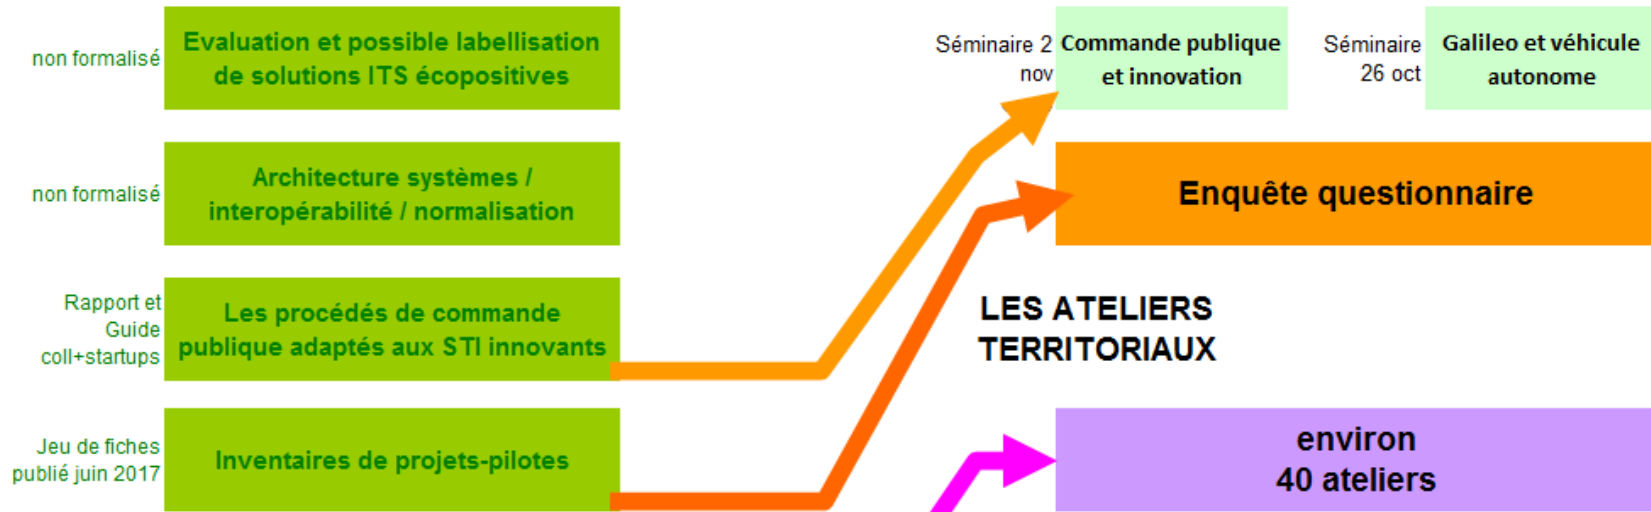 non formalisé
Evaluation et possible labellisation
de solutions ITS écopositives
non formalisé
Architecture systèmes /
interopérabilité / normalisation
Rapport et
Guide
coll+startups
Les procédés de commande
publique adaptés aux STI innovants
Jeu de fiches
publié juin 2017
Inventaires de projets-pilotes
Séminaire 2
nov
Commande publique
et innovation
Séminaire
26 oct
Galileo et véhicule
autonome
Enquête questionnaire
LES ATELIERS
TERRITORIAUX
environ
40 ateliers